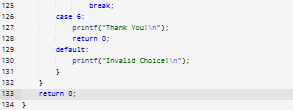 125 break;
126 case 6:
127 printf("Thank You!\n");
128 return 0;
129 default:
130 printf("Invalid Choice!\n");
131 }
132 }
133 return 0;
134 }